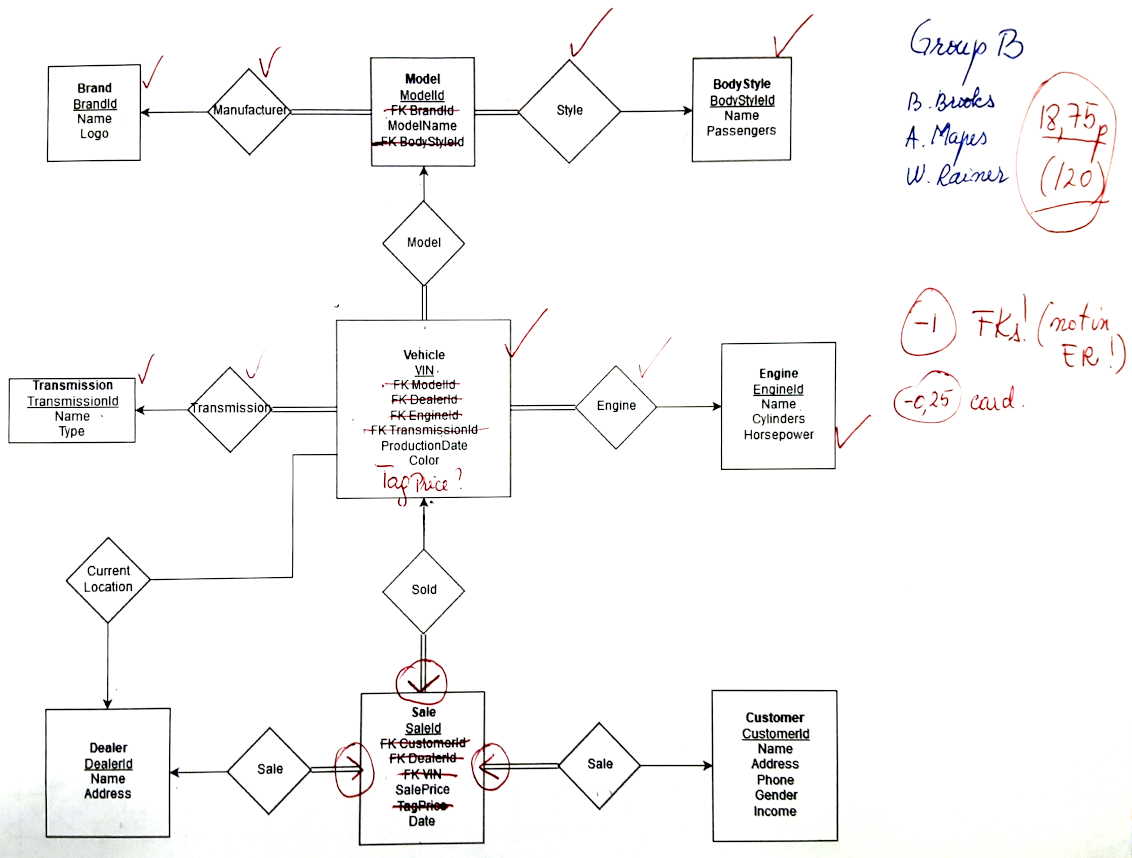 Group B
B. Brooks
A. Mapes
W. Rainer
18,75p
(120)
Brand
BrandId
Name
Logo
Manufacturer
Model
ModelId
FK BrandId
ModelName
FK BodyStyleId
Style
BodyStyle
BodyStyleId
Name
Passengers
Model
-1 FKs! (not in
ER!)
-0,25 card.
Transmission
TransmissionId
Name
Type
Transmission
Vehicle
VIN
FK ModelId
FK DealerId
FK EngineId
FK TransmissionId
ProductionDate
Color
Tag Price?
Engine
Engine
EngineId
Name
Cylinders
Horsepower
Current
Location
Sold
Dealer
DealerId
Name
Address
Sale
Sale
SaleId
FK CustomerId
FK DealerId
FK VIN
SalePrice
TagPrice
Date
Sale
Customer
CustomerId
Name
Address
Phone
Gender
Income